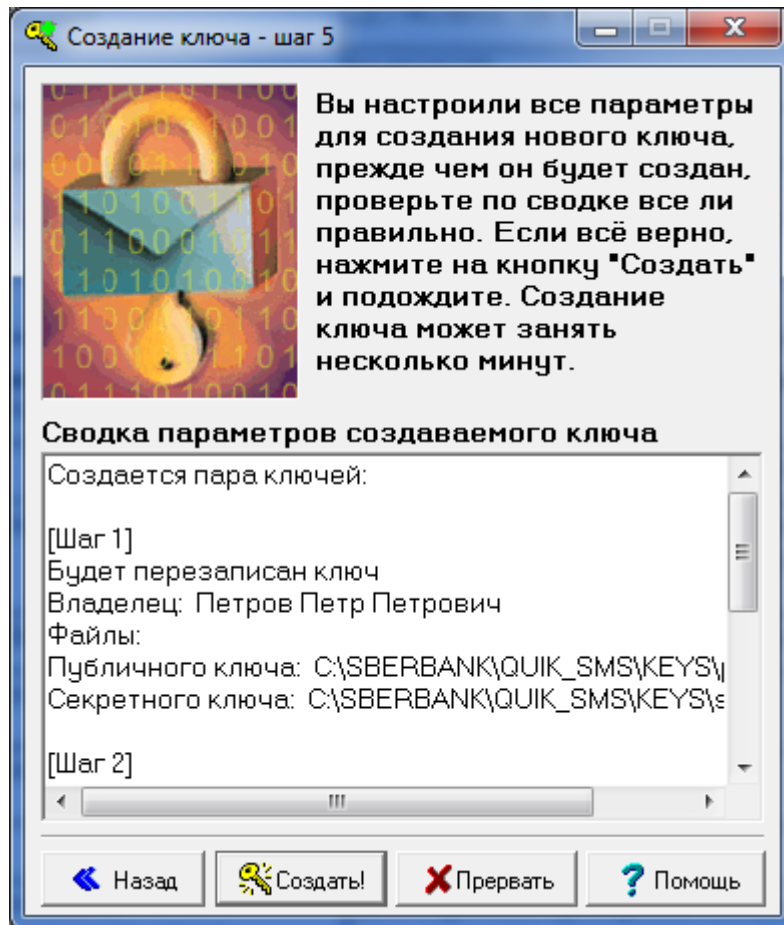 Создание ключа - шаг 5
Вы настроили все параметры
для создания нового ключа,
прежде чем он будет создан,
проверьте по сводке все ли
правильно. Если всё верно,
нажмите на кнопку "Создать"
и подождите. Создание
ключа может занять
несколько минут.
Сводка параметров создаваемого ключа
Создается пара ключей:
[Шаг 1]
Будет перезаписан ключ
Владелец: Петров Петр Петрович
Файлы:
Публичного ключа: C:\SBERBANK\QUIK_SMS\KEYS\
Секретного ключа: C:\SBERBANK\QUIK_SMS\KEYS\s
[Шаг 2]
Назад
Создать!
Прервать
Помощь